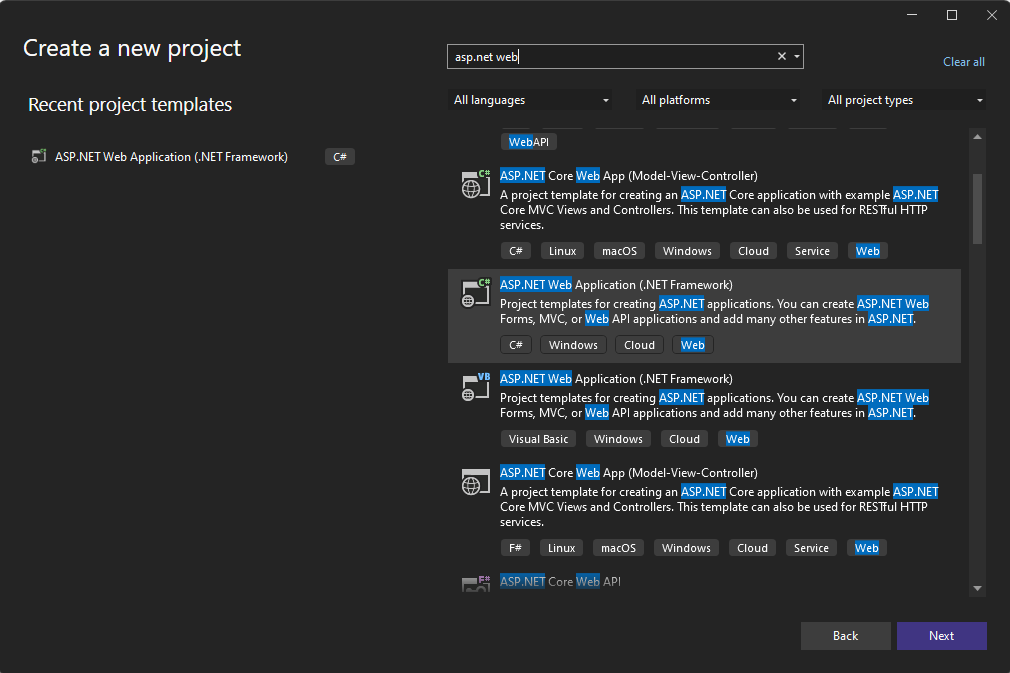 Create a new project
asp.net web
Clear all
Recent project templates
All languages
All platforms
All project types
ASP.NET Web Application (.NET Framework)
C#
WebAPI
C#
ASP.NET Core Web App (Model-View-Controller)
A project template for creating an ASP.NET Core application with example ASP.NET
Core MVC Views and Controllers. This template can also be used for RESTful HTTP
services.
C# Linux macOS Windows Cloud Service Web
C#
ASP.NET Web Application (.NET Framework)
Project templates for creating ASP.NET applications. You can create ASP.NET Web
Forms, MVC, or Web API applications and add many other features in ASP.NET.
C# Windows Cloud Web
VB
ASP.NET Web Application (.NET Framework)
Project templates for creating ASP.NET applications. You can create ASP.NET Web
Forms, MVC, or Web API applications and add many other features in ASP.NET.
Visual Basic Windows Cloud Web
ASP.NET Core Web App (Model-View-Controller)
A project template for creating an ASP.NET Core application with example ASP.NET
Core MVC Views and Controllers. This template can also be used for RESTful HTTP
services.
F# Linux macOS Windows Cloud Service Web
F#
ASP.NET Core Web API
Back
Next